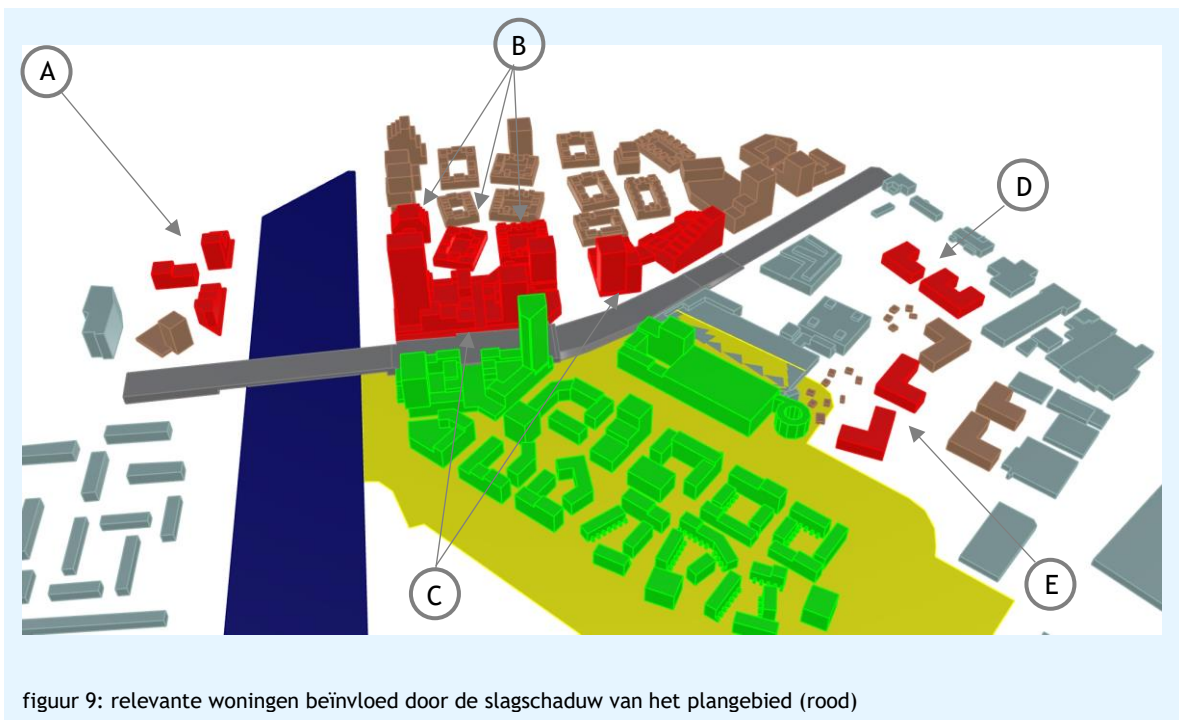 B
A
D
C
E
figuur 9: relevante woningen beïnvloed door de slagschaduw van het plangebied (rood)